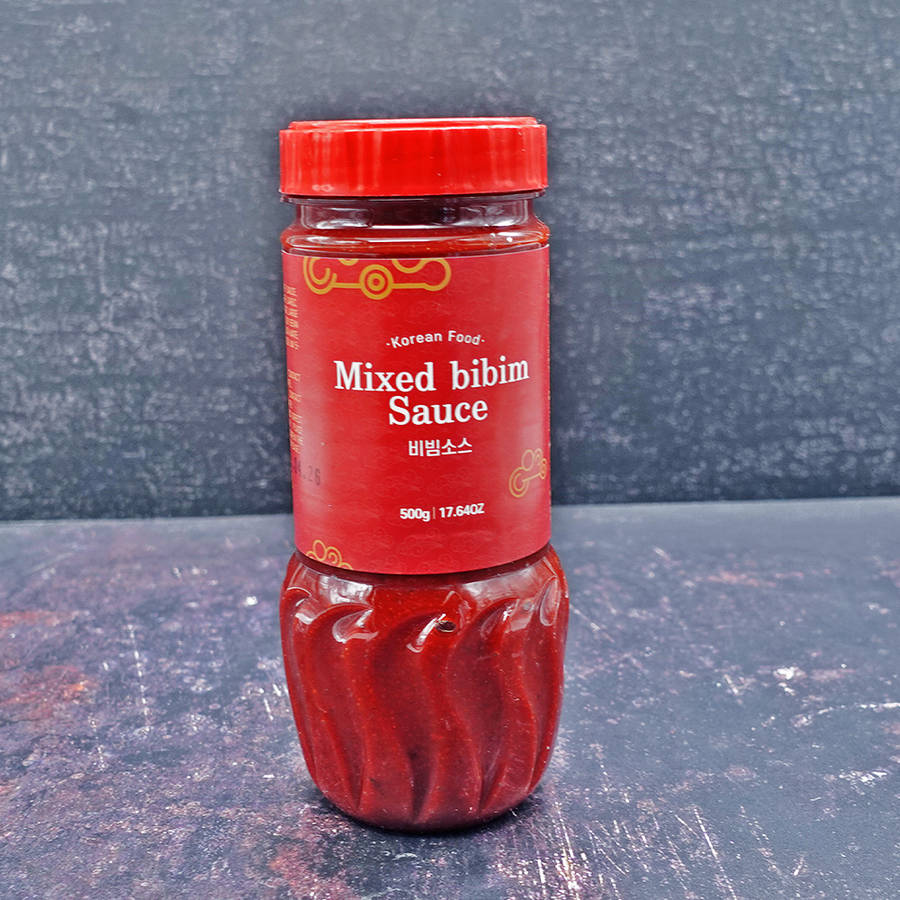 ·Korean Food·
Mixed bibim
Sauce
비빔소스
500g | 17.64OZ